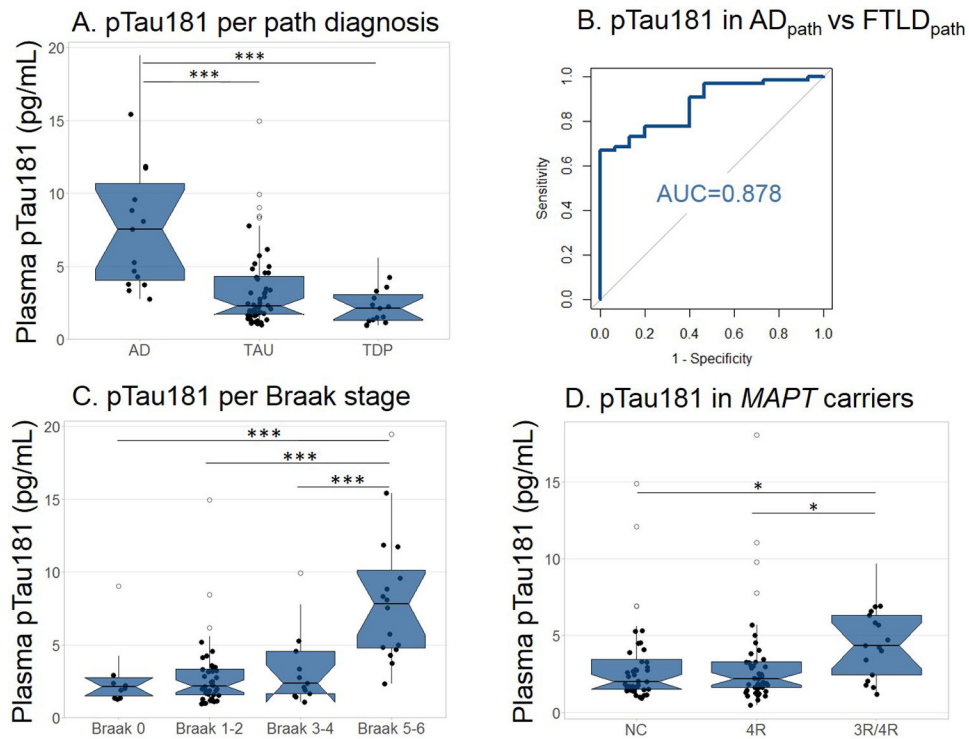 A. pTau181 per path diagnosis
Plasma pTau181 (pg/mL)
20
15
10
5
0
***
***
AD TAU TDP
B. pTau181 in ADpath vs FTLDpath
Sensitivity
1.0
0.8
0.6
0.4
0.2
0.0
AUC=0.878
0.0 0.2 0.4 0.6 0.8 1.0
1 - Specificity
C. pTau181 per Braak stage
Plasma pTau181 (pg/mL)
20
15
10
5
0
***
***
***
Braak 0 Braak 1-2 Braak 3-4 Braak 5-6
D. pTau181 in MAPT carriers
Plasma pTau181 (pg/mL)
15
10
5
0
*
*
NC 4R 3R/4R